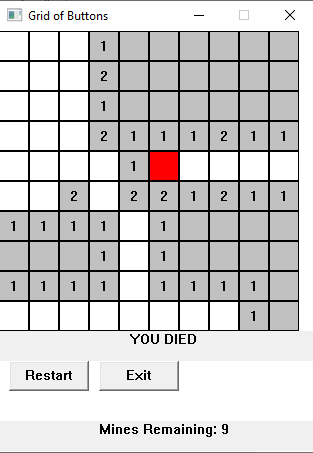 Grid of Buttons
1
2
1
2 1 1 1 2 1 1
1
2 2 2 1 2 1 2
1 1 1 1 1
1 1
1 1 1 1 1 1 1 1
1
YOU DIED
Restart Exit
Mines Remaining: 9